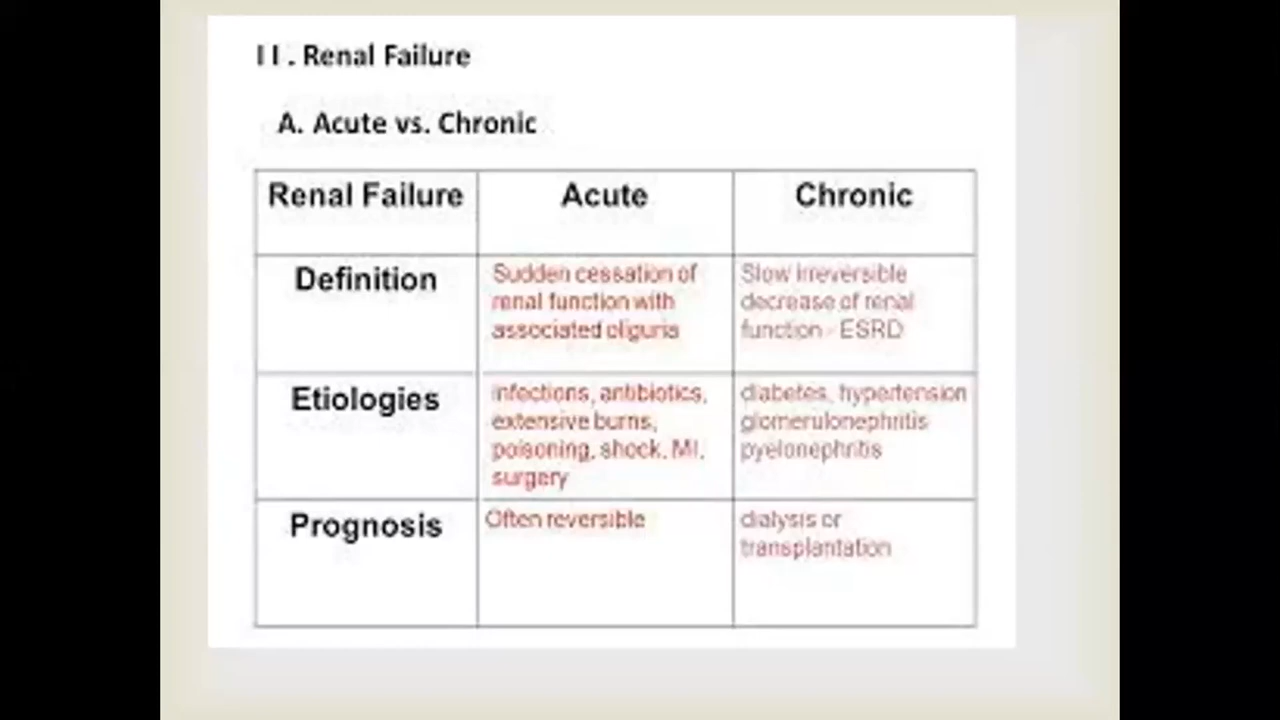 I I . Renal Failure
A. Acute vs. Chronic
Renal Failure
Acute
Chronic
Definition
Sudden cessation of
renal function with
associated oliguria
Slow irreversible
decrease of renal
function - ESRD
Etiologies
infections, antibiotics,
extensive burns,
poisoning, shock, MI,
surgery
diabetes, hypertension
glomerulonephritis
pyelonephritis
Prognosis
Often reversible
dialysis or
transplantation